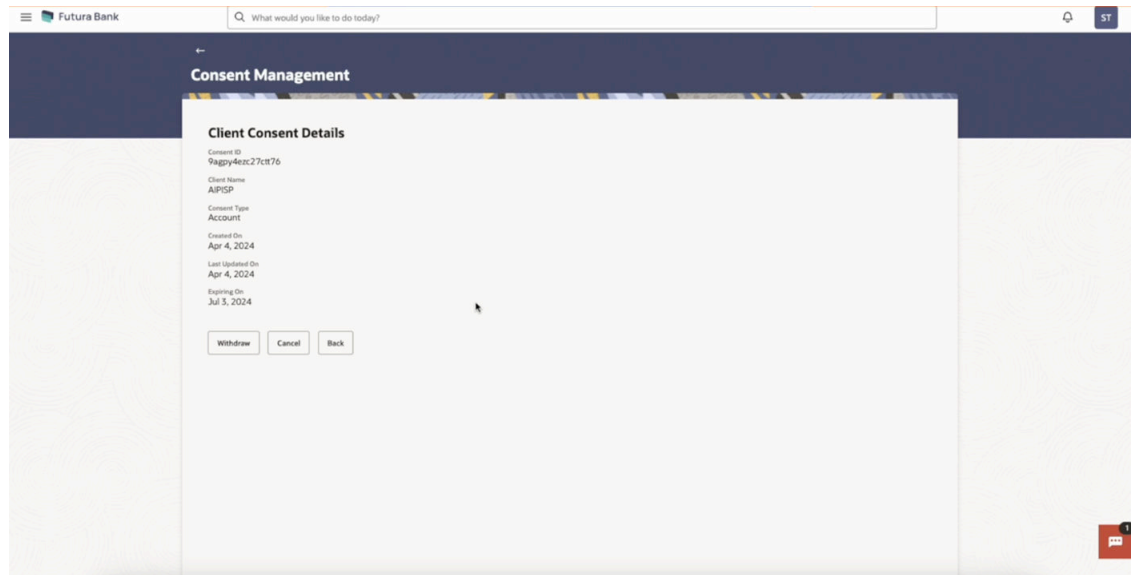 Futura Bank
What would you like to do today?
ST
Consent Management
Client Consent Details
Consent ID
9agpy4ezc27ctt76
Client Name
AIPISP
Consent Type
Account
Created On
Apr 4, 2024
Last Updated On
Apr 4, 2024
Expiring On
Jul 3, 2024
Withdraw Cancel Back
1